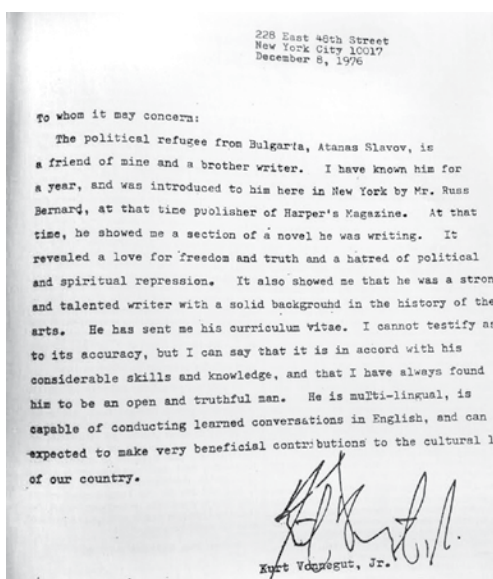 228 East 48th Street
New York City 10017
December 8, 1976
To whom it may concern:
The political refugee from Bulgaria, Atanas Slavov, is
a friend of mine and a brother writer. I have known him for
a year, and was introduced to him here in New York by Mr. Russ
Bernard, at that time publisher of Harper's Magazine. At that
time, he showed me a section of a novel he was writing. It
revealed a love for freedom and truth and a hatred of political
and spiritual repression. It also showed me that he was a stron
and talented writer with a solid background in the history of the
arts. He has sent me his curriculum vitae. I cannot testify as
to its accuracy, but I can say that it is in accord with his
considerable skills and knowledge, and that I have always found
him to be an open and truthful man. He is multi-lingual, is
capable of conducting learned conversations in English, and can
expected to make very beneficial contributions to the cultural l
of our country.
Kurt Vonnegut, Jr.